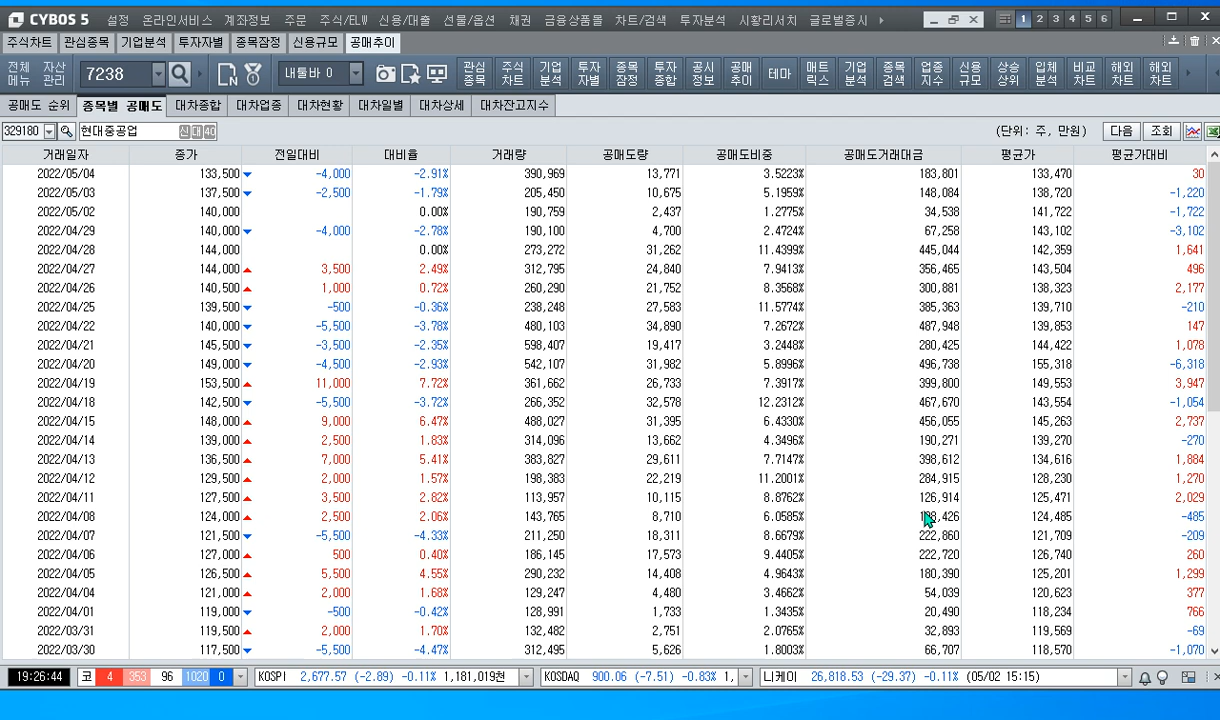 CYBOS 5 설정 온라인서비스 계좌정보 주문 주식/ELW 신용/대출 선물/옵션 채권 금융상품몰 차트/검색 투자분석 시황리서치 글로벌증시 1 2 3 4 5 6
주식차트 관심종목 기업분석 투자자별 종목잠정 신용규모 공매추이
전체메뉴 자산관리 7238 내툴바 0 관심종목 주식차트 기업분석 투자자별 종목잠정 투자종합 공시정보 공매추이 테마 매트릭스 기업분석 종목검색 업종지수 신용규모 상승상위 입체분석 비교차트 해외차트 해외차트
공매도 순위 종목별 공매도 대차종합 대차업종 대차현황 대차일별 대차상세 대차잔고지수
329180 현대중공업 신 대 40 (단위: 주, 만원) 다음 조회
거래일자 종가 전일대비 대비율 거래량 공매도량 공매도비중 공매도거래대금 평균가 평균가대비
2022/05/04 133,500 ▼ -4,000 -2.91% 390,969 13,771 3.5223% 183,801 133,470 30
2022/05/03 137,500 ▼ -2,500 -1.79% 205,450 10,675 5.1959% 148,084 138,720 -1,220
2022/05/02 140,000 0.00% 190,759 2,437 1.2775% 34,538 141,722 -1,722
2022/04/29 140,000 ▼ -4,000 -2.78% 190,100 4,700 2.4724% 67,258 143,102 -3,102
2022/04/28 144,000 0.00% 273,272 31,262 11.4399% 445,044 142,359 1,641
2022/04/27 144,000 ▲ 3,500 2.49% 312,795 24,840 7.9413% 356,465 143,504 496
2022/04/26 140,500 ▲ 1,000 0.72% 260,290 21,752 8.3568% 300,881 138,323 2,177
2022/04/25 139,500 ▼ -500 -0.36% 238,248 27,583 11.5774% 385,363 139,710 -210
2022/04/22 140,000 ▼ -5,500 -3.78% 480,103 34,890 7.2672% 487,948 139,853 147
2022/04/21 145,500 ▼ -3,500 -2.35% 598,407 19,417 3.2448% 280,425 144,422 1,078
2022/04/20 149,000 ▼ -4,500 -2.93% 542,107 31,982 5.8996% 496,738 155,318 -6,318
2022/04/19 153,500 ▲ 11,000 7.72% 361,662 26,733 7.3917% 399,800 149,553 3,947
2022/04/18 142,500 ▼ -5,500 -3.72% 266,352 32,578 12.2312% 467,670 143,554 -1,054
2022/04/15 148,000 ▲ 9,000 6.47% 488,027 31,395 6.4330% 456,055 145,263 2,737
2022/04/14 139,000 ▲ 2,500 1.83% 314,096 13,662 4.3496% 190,271 139,270 -270
2022/04/13 136,500 ▲ 7,000 5.41% 383,827 29,611 7.7147% 398,612 134,616 1,884
2022/04/12 129,500 ▲ 2,000 1.57% 198,383 22,219 11.2001% 284,915 128,230 1,270
2022/04/11 127,500 ▲ 3,500 2.82% 113,957 10,115 8.8762% 126,914 125,471 2,029
2022/04/08 124,000 ▲ 2,500 2.06% 143,765 8,710 6.0585% 124,485 -485
2022/04/07 121,500 ▼ -5,500 -4.33% 211,250 18,311 8.6679% 222,860 121,709 -209
2022/04/06 127,000 ▲ 500 0.40% 186,145 17,573 9.4405% 222,720 126,740 260
2022/04/05 126,500 ▲ 5,500 4.55% 290,232 14,408 4.9643% 180,390 125,201 1,299
2022/04/04 121,000 ▲ 2,000 1.68% 129,247 4,480 3.4662% 54,039 120,623 377
2022/04/01 119,000 ▼ -500 -0.42% 128,991 1,733 1.3435% 20,490 118,234 766
2022/03/31 119,500 ▲ 2,000 1.70% 132,482 2,751 2.0765% 32,893 119,569 -69
2022/03/30 117,500 ▼ -5,500 -4.47% 312,495 5,626 1.8003% 66,707 118,570 -1,070
19:26:44 코 4 353 96 1020 0 KOSPI 2,677.57 (-2.89) -0.11% 1,181,019천 KOSDAQ 900.06 (-7.51) -0.83% 1, 니케이 26,818.53 (-29.37) -0.11% (05/02 15:15)